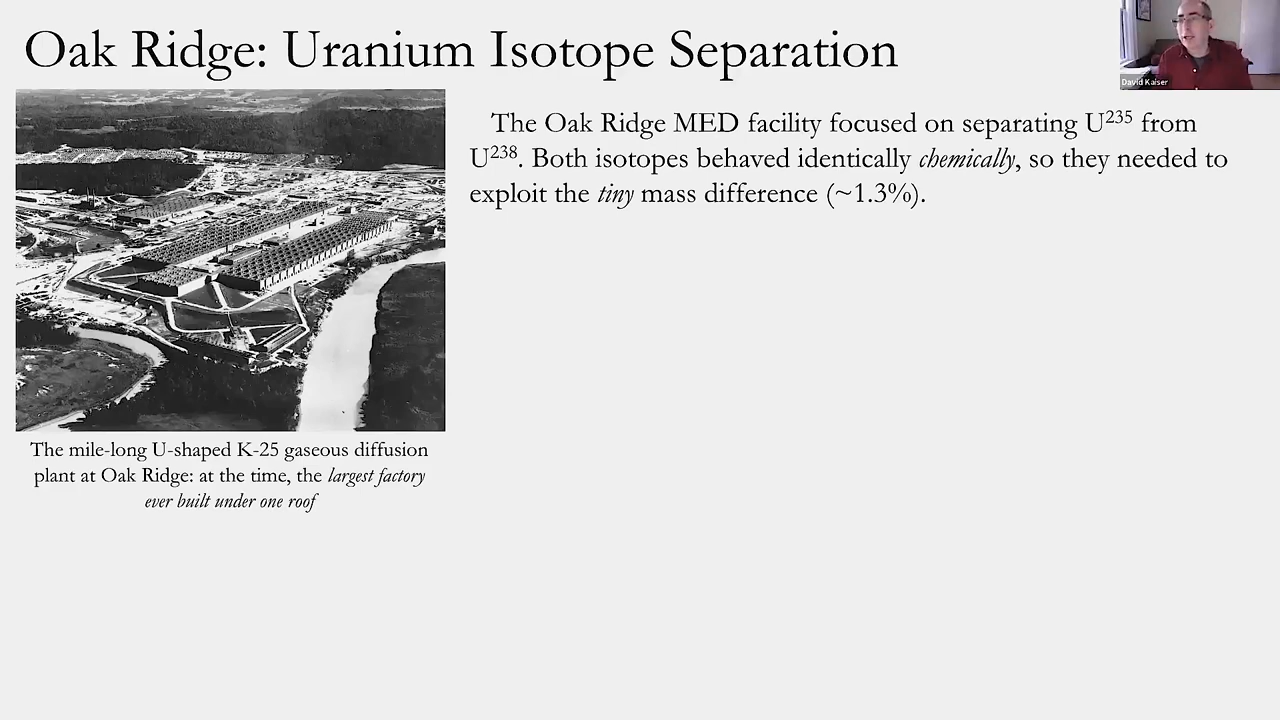 Oak Ridge: Uranium Isotope Separation
David Kaiser
The Oak Ridge MED facility focused on separating U²³⁵ from
U²³⁸. Both isotopes behaved identically chemically, so they needed to
exploit the tiny mass difference (~1.3%).
The mile-long U-shaped K-25 gaseous diffusion
plant at Oak Ridge: at the time, the largest factory
ever built under one roof